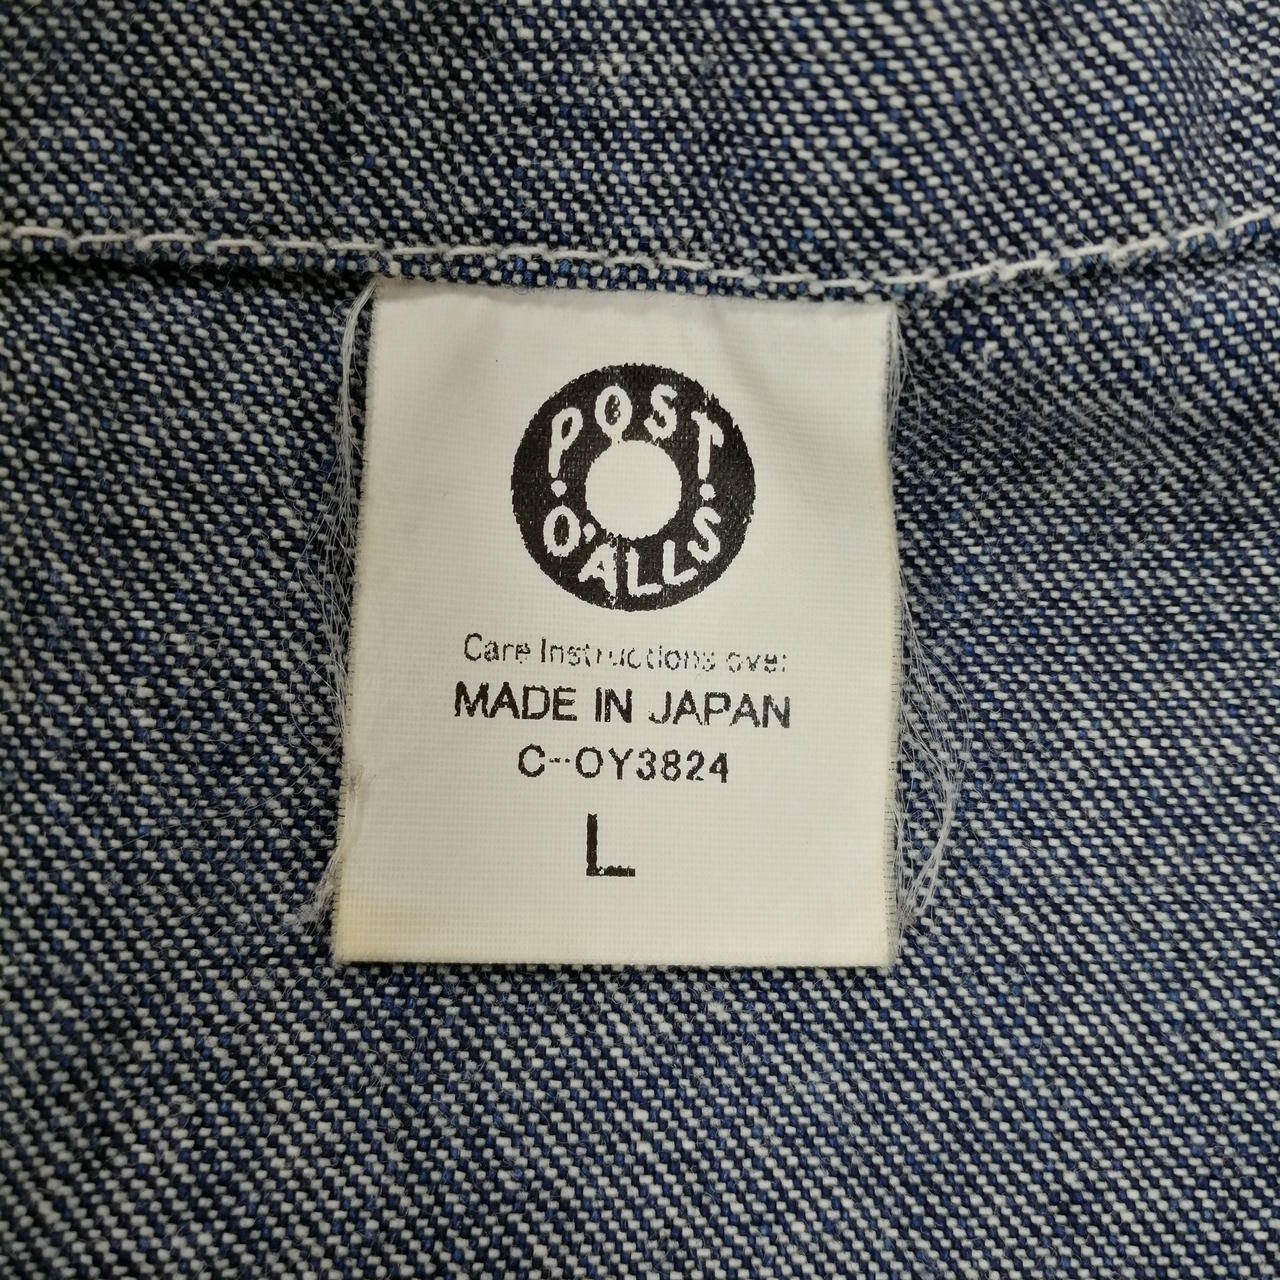 POST
O'ALLS
Care Instructions over
MADE IN JAPAN
C--OY3824
L